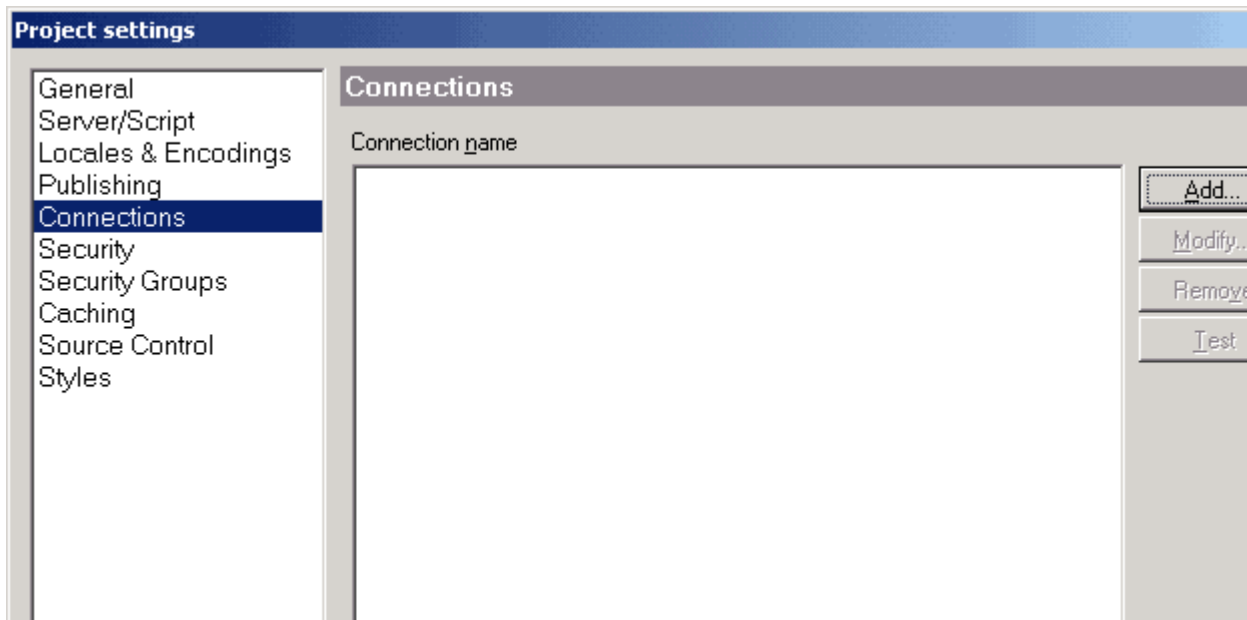 Project settings
General
Server/Script
Locales & Encodings
Publishing
Connections
Security
Security Groups
Caching
Source Control
Styles
Connections
Connection name
Add...
Modify..
Remove
Test